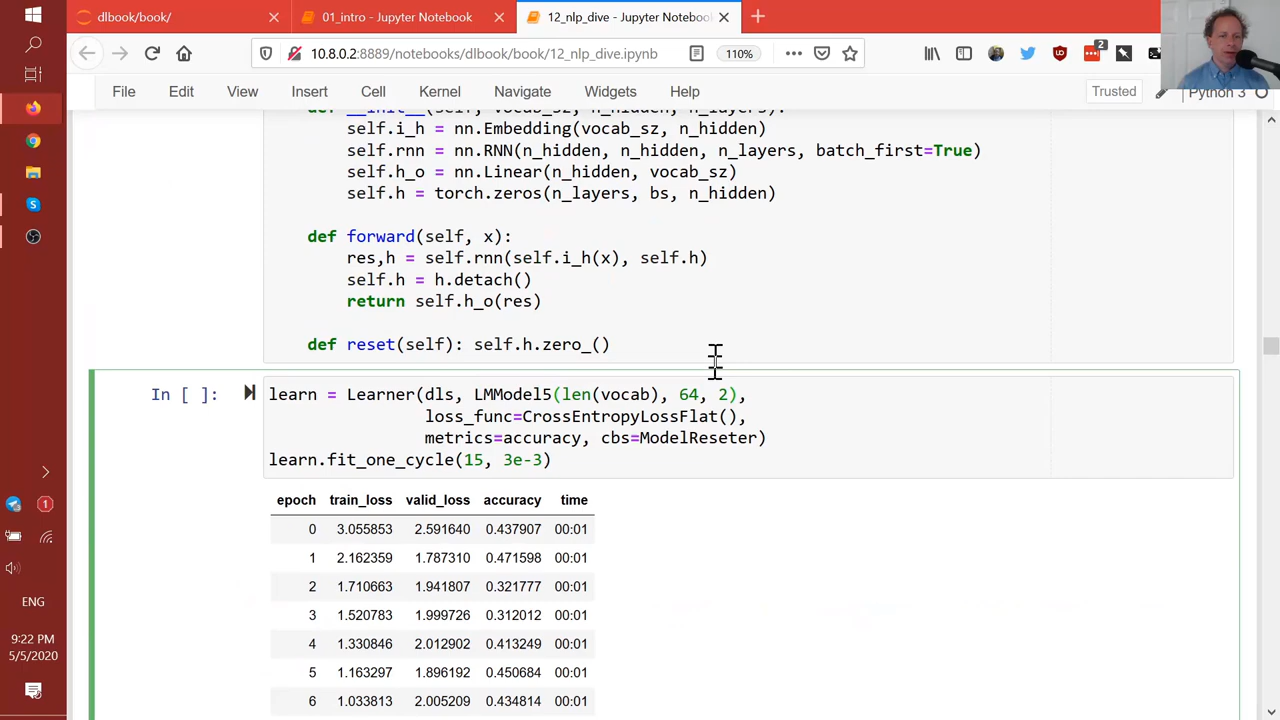 dlbook/book/
01_intro - Jupyter Notebook
12_nlp_dive - Jupyter Notebook
10.8.0.2:8889/notebooks/dlbook/book/12_nlp_dive.ipynb
110%
2
File Edit View Insert Cell Kernel Navigate Widgets Help
Trusted
Python 3
def __init__(self, vocab_sz, n_hidden, n_layers):
self.i_h = nn.Embedding(vocab_sz, n_hidden)
self.rnn = nn.RNN(n_hidden, n_hidden, n_layers, batch_first=True)
self.h_o = nn.Linear(n_hidden, vocab_sz)
self.h = torch.zeros(n_layers, bs, n_hidden)
def forward(self, x):
res,h = self.rnn(self.i_h(x), self.h)
self.h = h.detach()
return self.h_o(res)
def reset(self): self.h.zero_()
In [ ]:
learn = Learner(dls, LMModel5(len(vocab), 64, 2),
loss_func=CrossEntropyLossFlat(),
metrics=accuracy, cbs=ModelReseter)
learn.fit_one_cycle(15, 3e-3)
epoch train_loss valid_loss accuracy time
0 3.055853 2.591640 0.437907 00:01
1 2.162359 1.787310 0.471598 00:01
2 1.710663 1.941807 0.321777 00:01
3 1.520783 1.999726 0.312012 00:01
4 1.330846 2.012902 0.413249 00:01
5 1.163297 1.896192 0.450684 00:01
6 1.033813 2.005209 0.434814 00:01
1
ENG
9:22 PM
5/5/2020